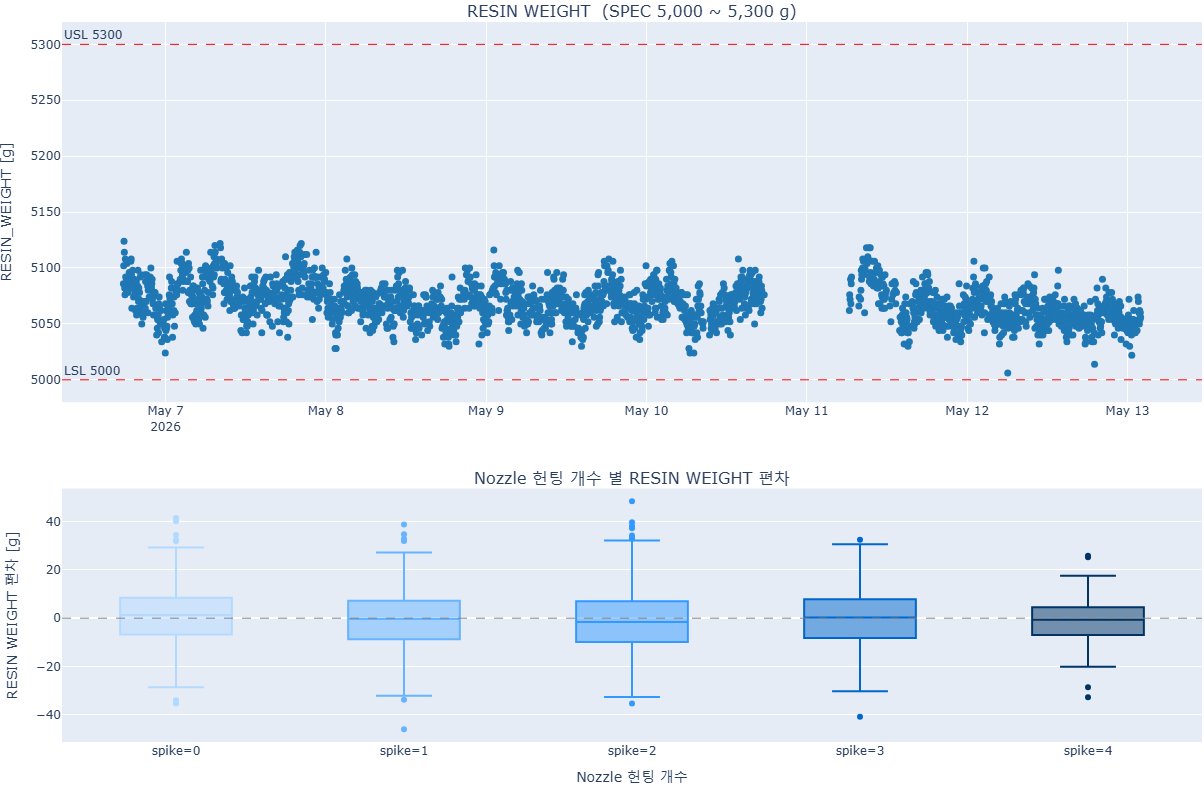 RESIN WEIGHT  (SPEC 5,000 ~ 5,300 g)
USL 5300
5300
5250
5200
5150
5100
5050
5000
LSL 5000
RESIN_WEIGHT [g]
May 7
2026
May 8
May 9
May 10
May 11
May 12
May 13
Nozzle 헌팅 개수 별 RESIN WEIGHT 편차
40
20
0
−20
−40
RESIN WEIGHT 편차 [g]
spike=0
spike=1
spike=2
spike=3
spike=4
Nozzle 헌팅 개수